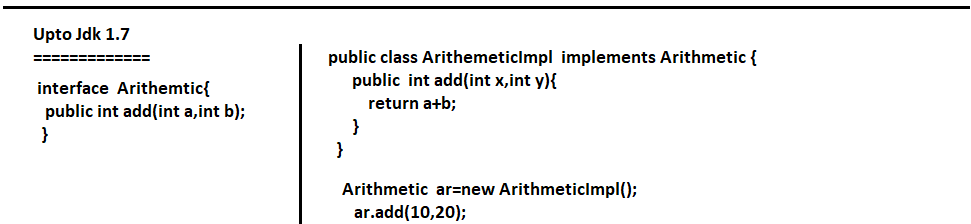 Upto Jdk 1.7
=============
interface Arithemtic{
public int add(int a,int b);
}
public class ArithemeticImpl implements Arithmetic {
public int add(int x,int y){
return a+b;
}
}
Arithmetic ar=new ArithmeticImpl();
ar.add(10,20);